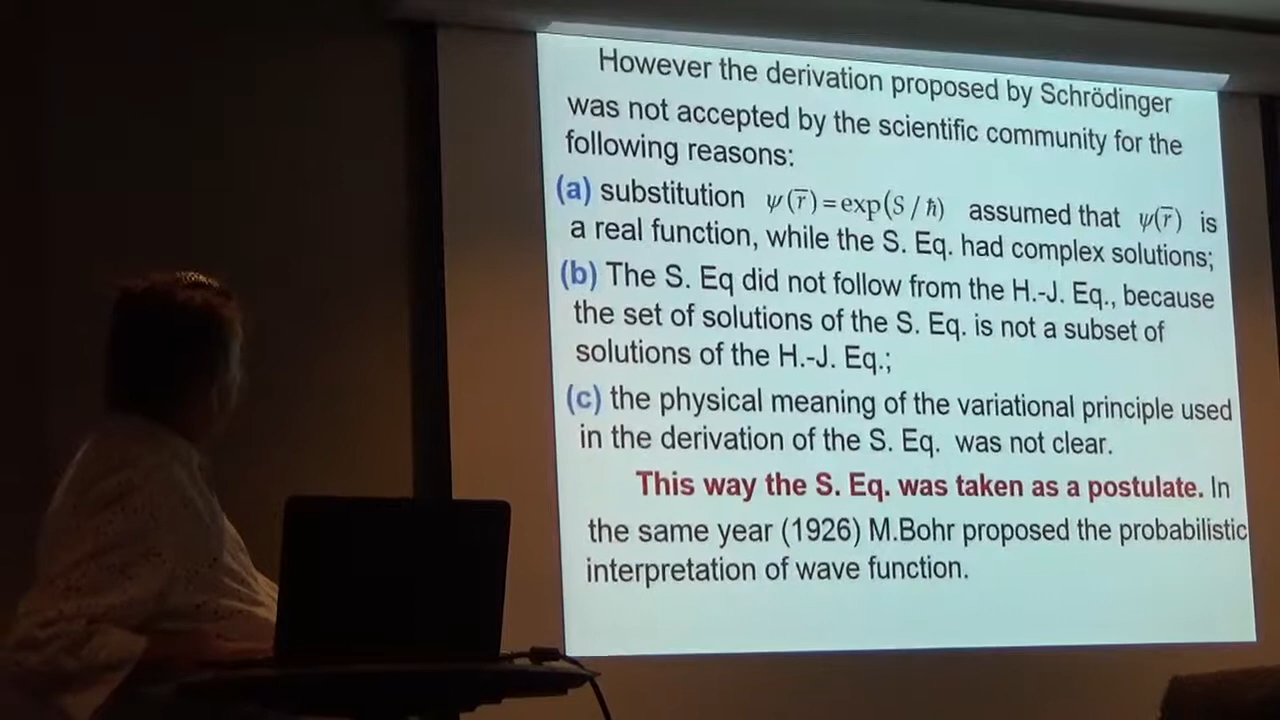 However the derivation proposed by Schrödinger
was not accepted by the scientific community for the
following reasons:
(a) substitution ψ(r̅)=exp(S/ħ) assumed that ψ(r̅) is
a real function, while the S. Eq. had complex solutions;
(b) The S. Eq did not follow from the H.-J. Eq., because
the set of solutions of the S. Eq. is not a subset of
solutions of the H.-J. Eq.;
(c) the physical meaning of the variational principle used
in the derivation of the S. Eq. was not clear.
This way the S. Eq. was taken as a postulate. In
the same year (1926) M.Bohr proposed the probabilistic
interpretation of wave function.